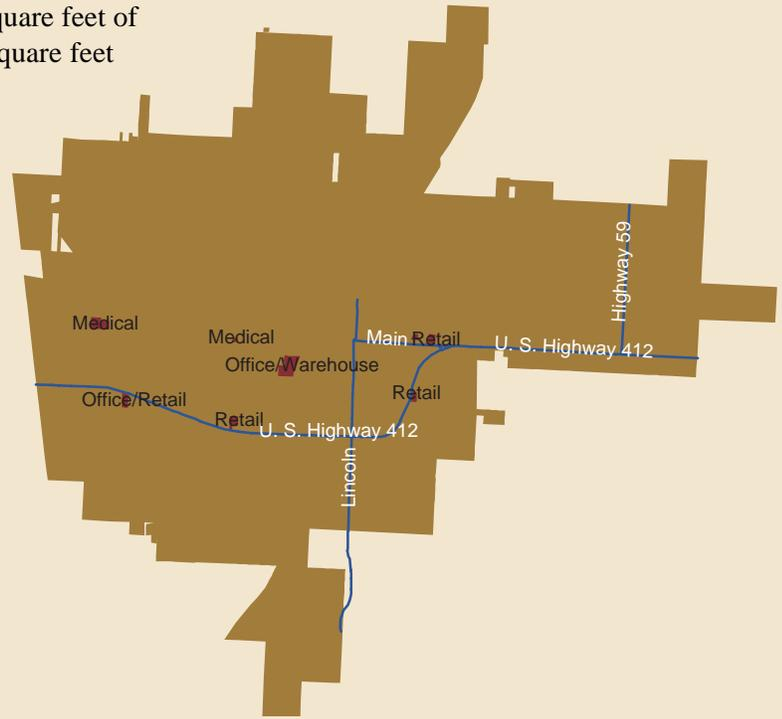 quare feet of
quare feet
Highway 59
Medical
Medical
Main
Retail
U. S. Highway 412
Office/Warehouse
Office/Retail
Retail
Retail
U. S. Highway 412
Lincoln